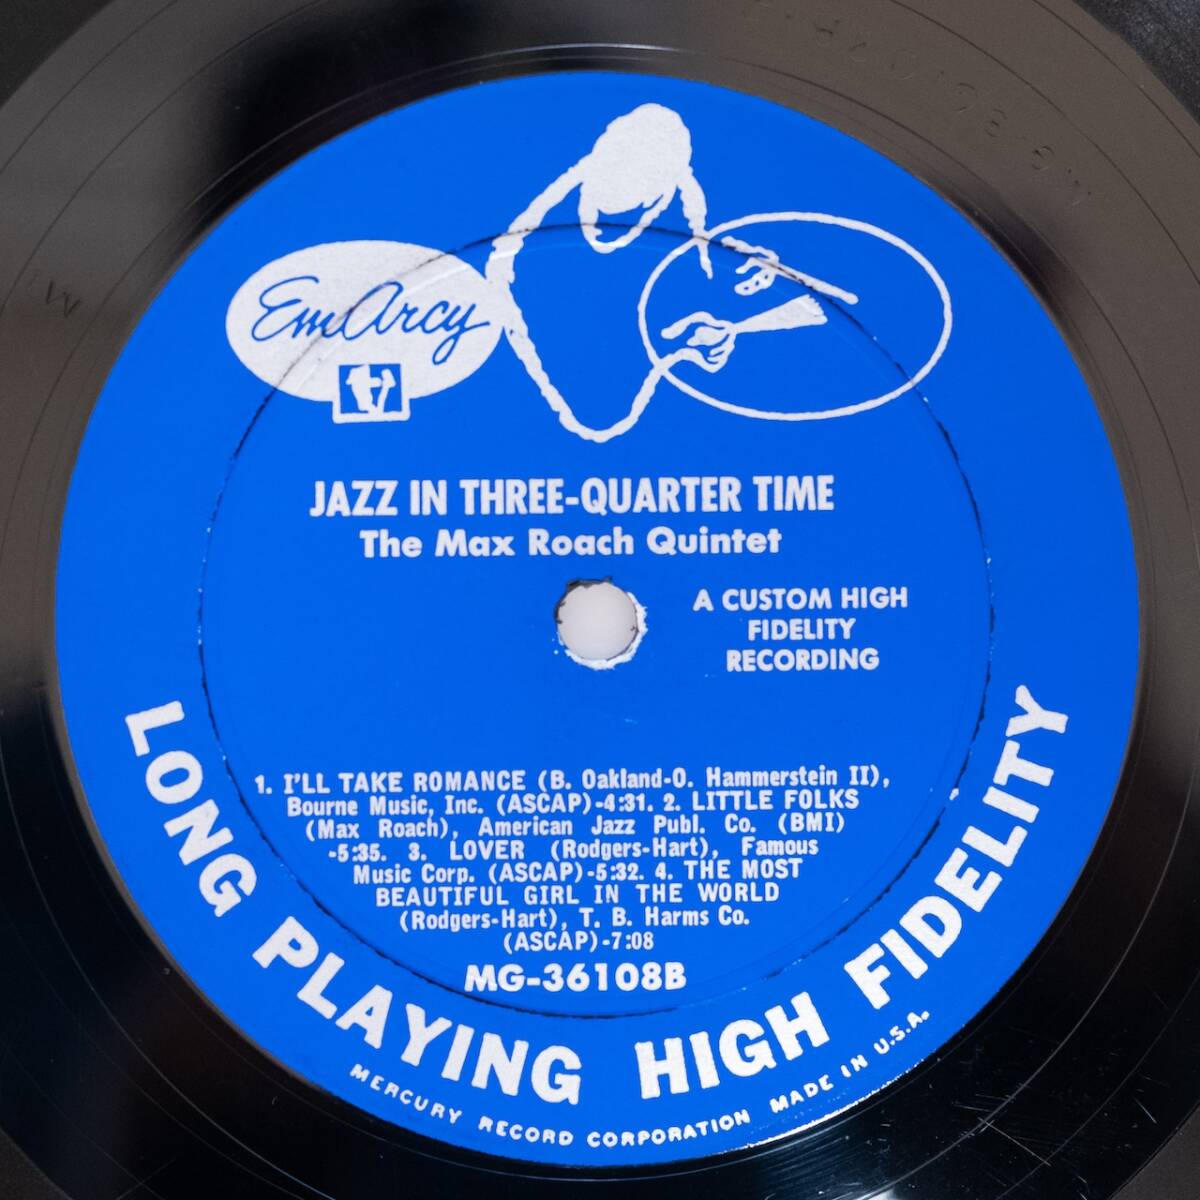 EmArcy
JAZZ IN THREE-QUARTER TIME
The Max Roach Quintet
A CUSTOM HIGH
FIDELITY
RECORDING
1. I'LL TAKE ROMANCE (B. Oakland-O. Hammerstein II),
Bourne Music, Inc. (ASCAP)-4:31. 2. LITTLE FOLKS
(Max Roach), American Jazz Publ. Co. (BMI)
-5:35. 3. LOVER (Rodgers-Hart), Famous
Music Corp. (ASCAP)-5:32. 4. THE MOST
BEAUTIFUL GIRL IN THE WORLD
(Rodgers-Hart), T. B. Harms Co.
(ASCAP)-7:08
MG-36108B
LONG PLAYING HIGH FIDELITY
MERCURY RECORD CORPORATION MADE IN U.S.A.